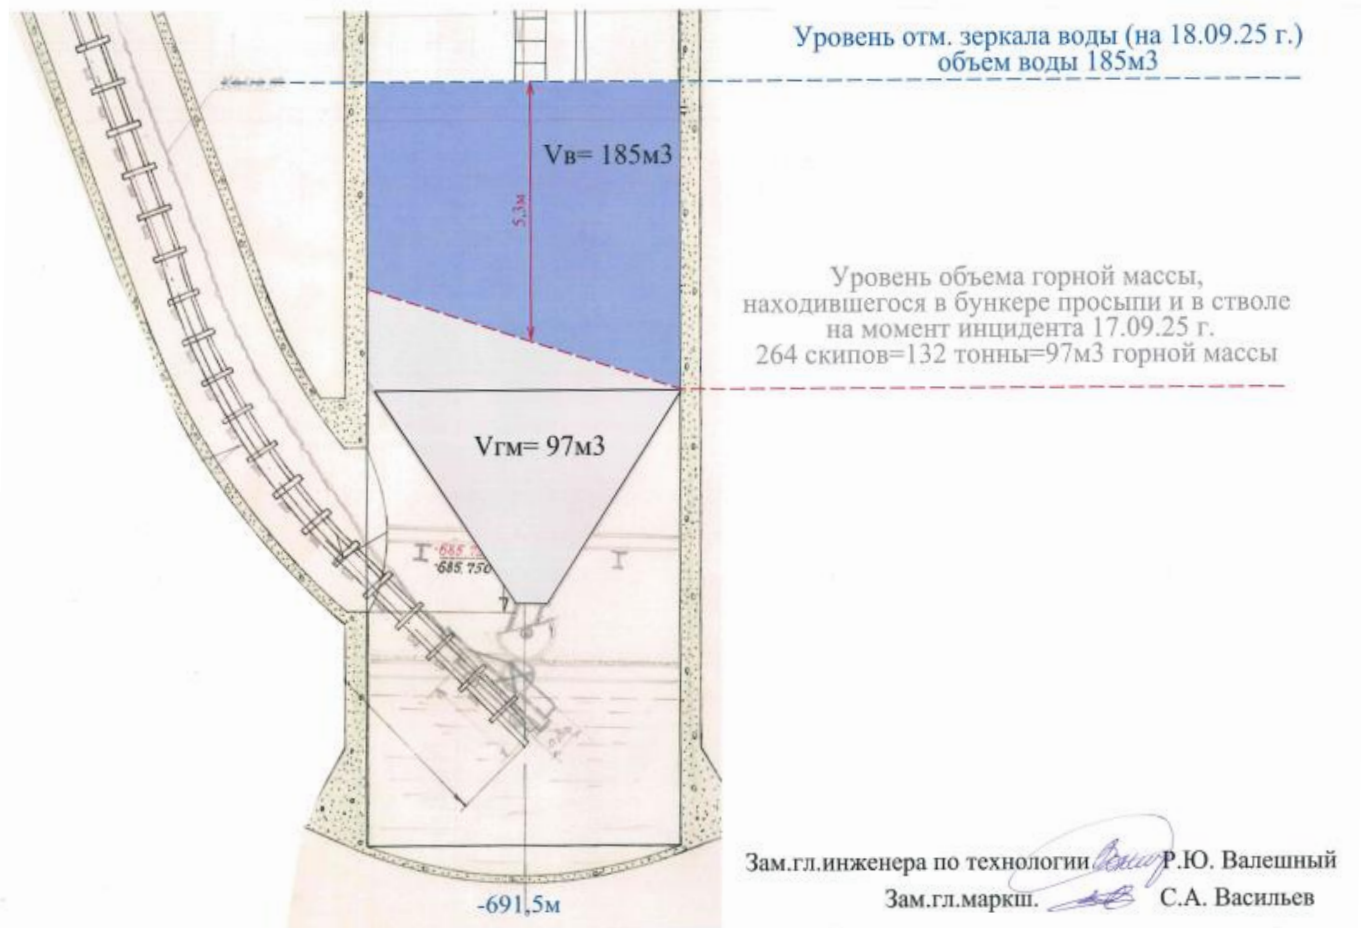 Уровень отм. зеркала воды (на 18.09.25 г.)
объем воды 185м3
Vв= 185м3
5,3м
Уровень объема горной массы,
находившегося в бункере просыпи и в стволе
на момент инцидента 17.09.25 г.
264 скипов=132 тонны=97м3 горной массы
Vгм= 97м3
-685.750
Зам.гл.инженера по технологии Р.Ю. Валешный
Зам.гл.маркш. С.А. Васильев
-691,5м